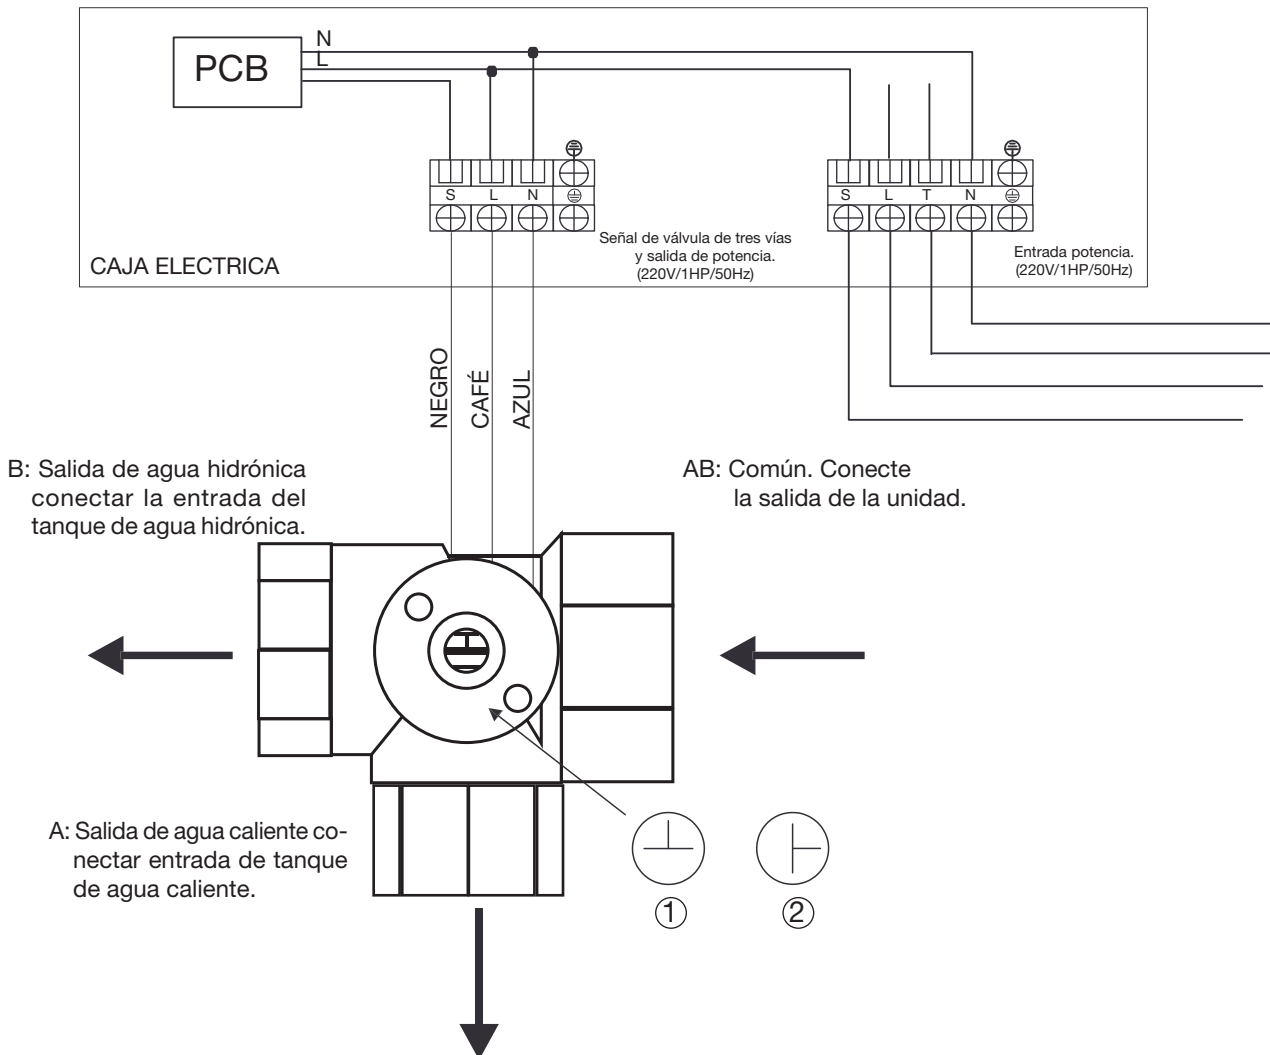 N
L
PCB
S L N
S L T N
Señal de válvula de tres vías
y salida de potencia.
(220V/1HP/50Hz)
Entrada potencia.
(220V/1HP/50Hz)
CAJA ELECTRICA
NEGRO
CAFÉ
AZUL
B: Salida de agua hidrónica
conectar la entrada del
tanque de agua hidrónica.
AB: Común. Conecte
la salida de la unidad.
A: Salida de agua caliente co-
nectar entrada de tanque
de agua caliente.
① ②